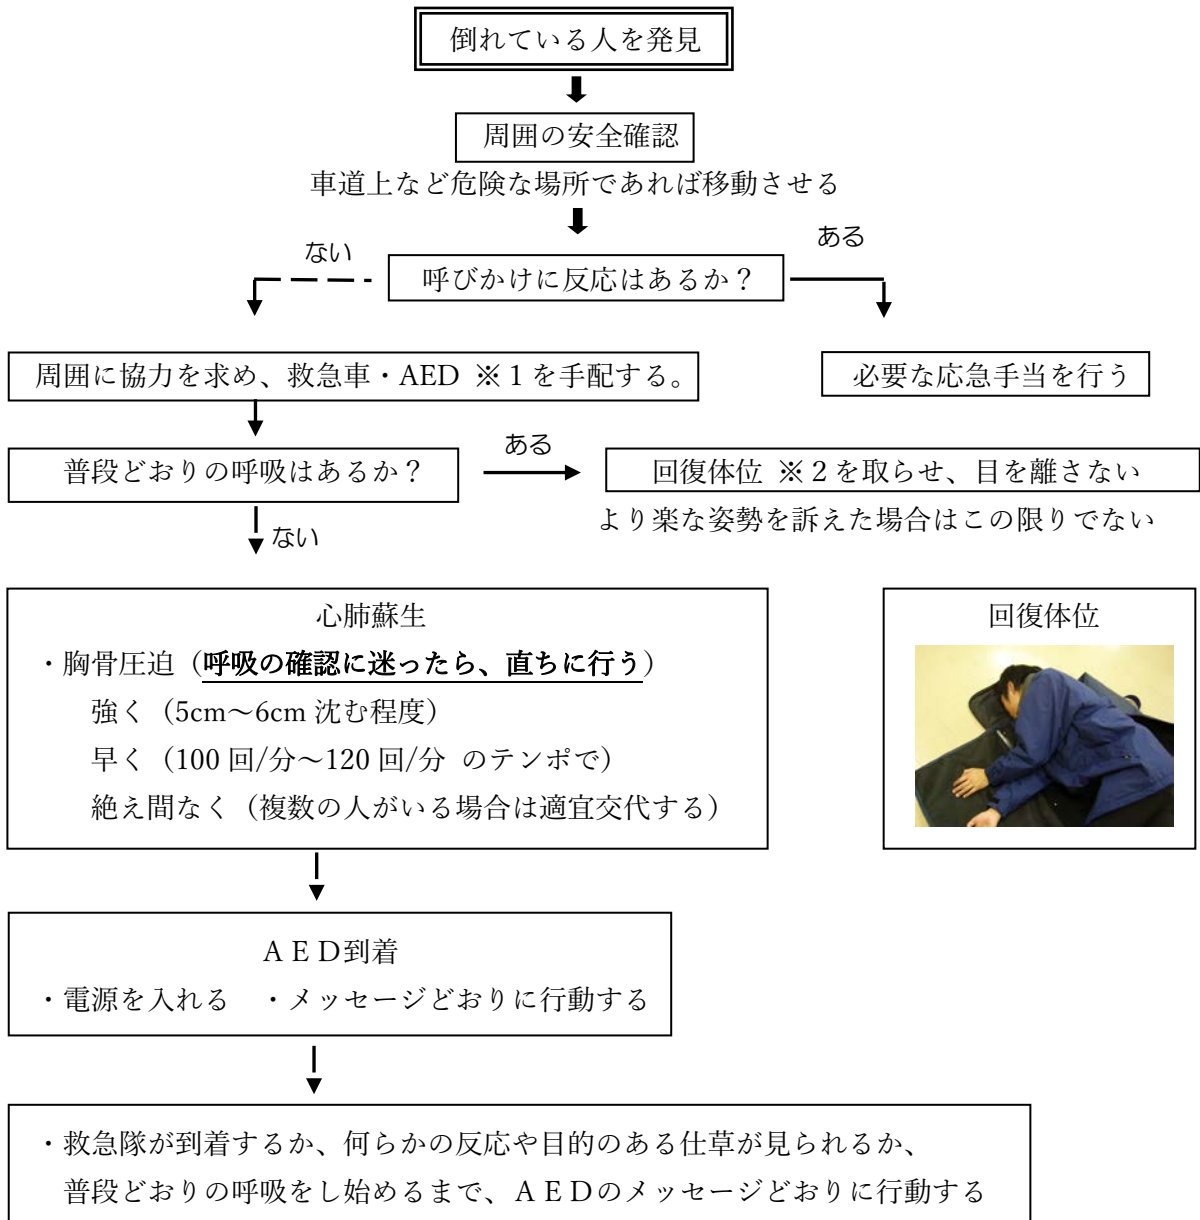 倒れている人を発見
周囲の安全確認
車道上など危険な場所であれば移動させる
ない
ある
呼びかけに反応はあるか？
周囲に協力を求め、救急車・AED ※１を手配する。
必要な応急手当を行う
普段どおりの呼吸はあるか？
ある
回復体位 ※２を取らせ、目を離さない
より楽な姿勢を訴えた場合はこの限りでない
ない
心肺蘇生
・胸骨圧迫（呼吸の確認に迷ったら、直ちに行う）
強く（5cm～6cm 沈む程度）
早く（100 回/分～120 回/分 のテンポで）
絶え間なく（複数の人がいる場合は適宜交代する）
回復体位
ＡＥＤ到着
・電源を入れる　・メッセージどおりに行動する
・救急隊が到着するか、何らかの反応や目的のある仕草が見られるか、
普段どおりの呼吸をし始めるまで、ＡＥＤのメッセージどおりに行動する